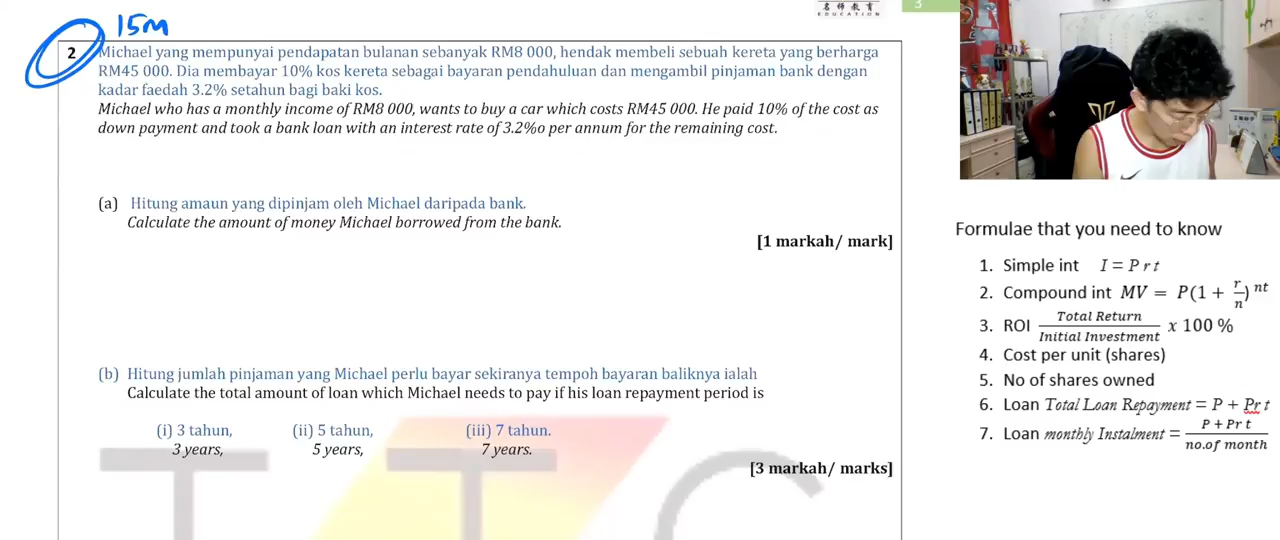 名师教育
EDUCATION
3
15m
2 Michael yang mempunyai pendapatan bulanan sebanyak RM8 000, hendak membeli sebuah kereta yang berharga
RM45 000. Dia membayar 10% kos kereta sebagai bayaran pendahuluan dan mengambil pinjaman bank dengan
kadar faedah 3.2% setahun bagi baki kos.
Michael who has a monthly income of RM8 000, wants to buy a car which costs RM45 000. He paid 10% of the cost as
down payment and took a bank loan with an interest rate of 3.2%o per annum for the remaining cost.
(a) Hitung amaun yang dipinjam oleh Michael daripada bank.
Calculate the amount of money Michael borrowed from the bank.
[1 markah/ mark]
(b) Hitung jumlah pinjaman yang Michael perlu bayar sekiranya tempoh bayaran baliknya ialah
Calculate the total amount of loan which Michael needs to pay if his loan repayment period is
(i) 3 tahun, (ii) 5 tahun, (iii) 7 tahun.
3 years, 5 years, 7 years.
[3 markah/ marks]
TTC
Formulae that you need to know
1. Simple int I = P r t
2. Compound int MV = P(1 + r/n)^nt
3. ROI Total Return/Initial Investment x 100 %
4. Cost per unit (shares)
5. No of shares owned
6. Loan Total Loan Repayment = P + Pr t
7. Loan monthly Instalment = P + Pr t/no.of month